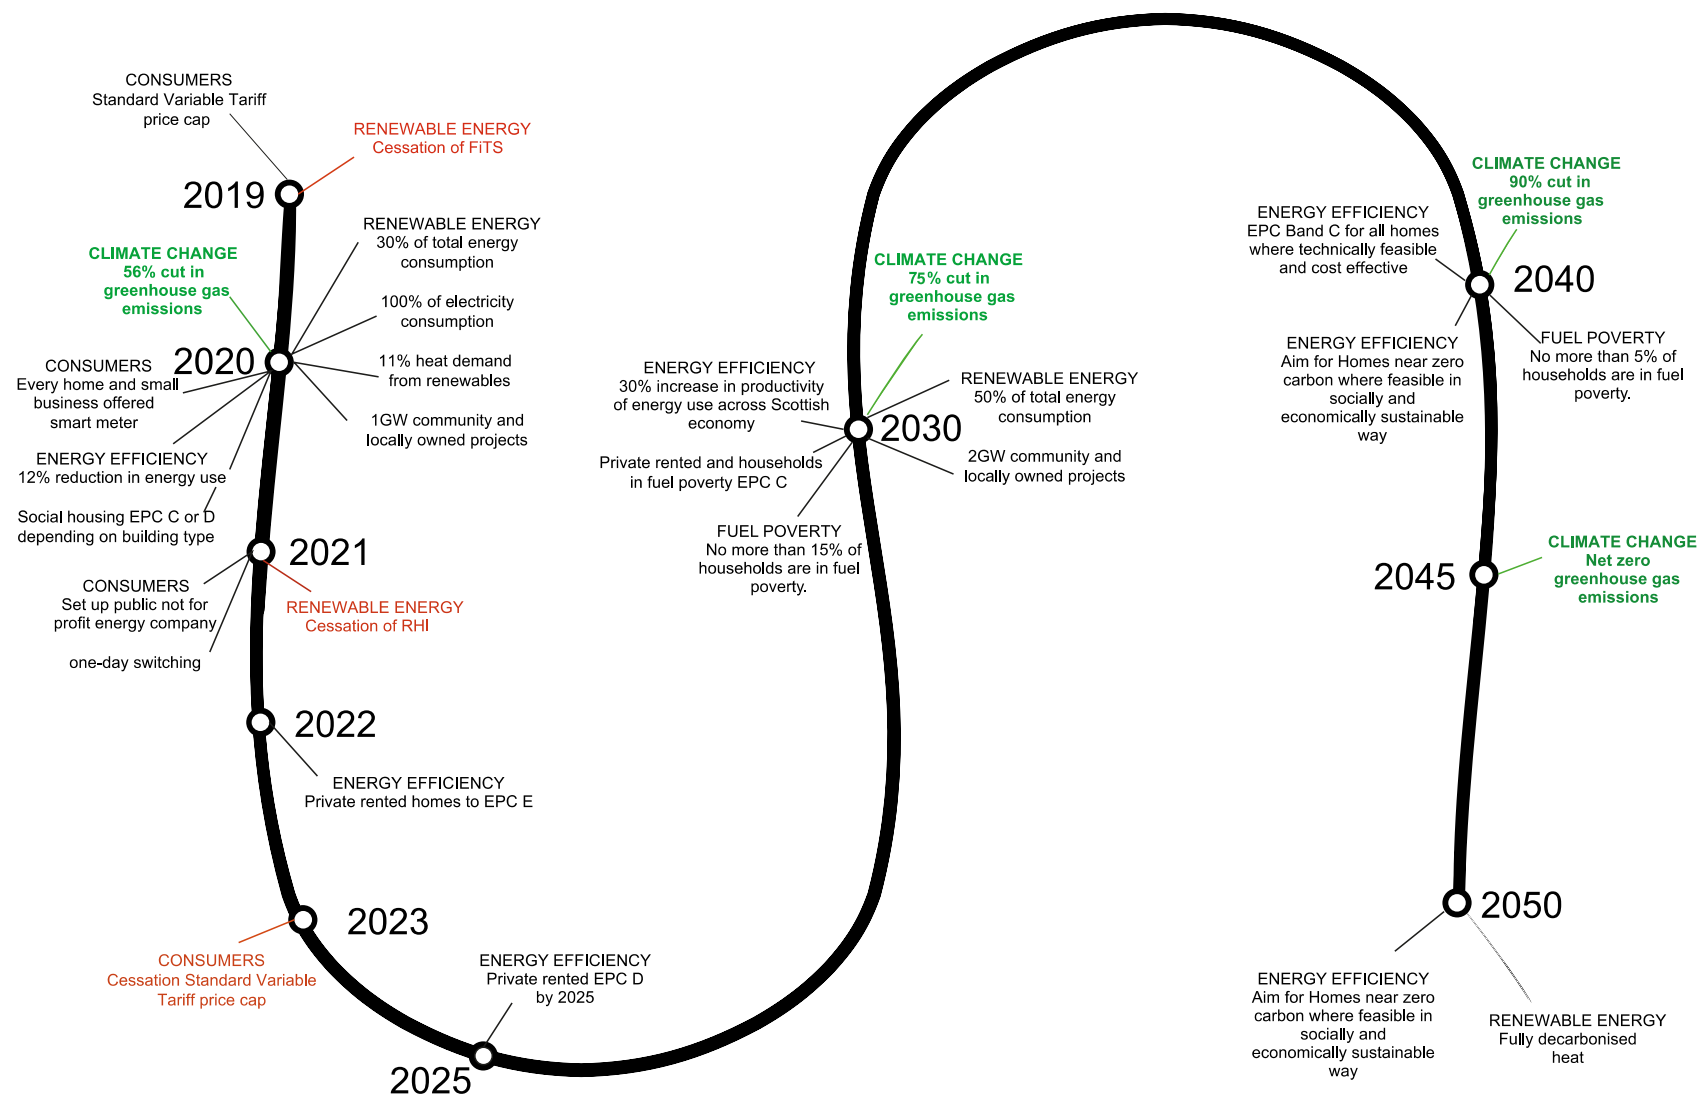 CONSUMERS
Standard Variable Tariff
price cap
RENEWABLE ENERGY
Cessation of FiTS
2019
RENEWABLE ENERGY
30% of total energy
consumption
100% of electricity
consumption
11% heat demand
from renewables
1GW community and
locally owned projects
CLIMATE CHANGE
56% cut in
greenhouse gas
emissions
2020
CONSUMERS
Every home and small
business offered
smart meter
ENERGY EFFICIENCY
12% reduction in energy use
Social housing EPC C or D
depending on building type
2021
CONSUMERS
Set up public not for
profit energy company
one-day switching
RENEWABLE ENERGY
Cessation of RHI
2022
ENERGY EFFICIENCY
Private rented homes to EPC E
2023
CONSUMERS
Cessation Standard Variable
Tariff price cap
ENERGY EFFICIENCY
Private rented EPC D
by 2025
2025
CLIMATE CHANGE
75% cut in
greenhouse gas
emissions
ENERGY EFFICIENCY
30% increase in productivity
of energy use across Scottish
economy
Private rented and households
in fuel poverty EPC C
FUEL POVERTY
No more than 15% of
households are in fuel
poverty.
2030
RENEWABLE ENERGY
50% of total energy
consumption
2GW community and
locally owned projects
CLIMATE CHANGE
90% cut in
greenhouse gas
emissions
ENERGY EFFICIENCY
EPC Band C for all homes
where technically feasible
and cost effective
2040
ENERGY EFFICIENCY
Aim for Homes near zero
carbon where feasible in
socially and
economically sustainable
way
FUEL POVERTY
No more than 5% of
households are in fuel
poverty.
2045
CLIMATE CHANGE
Net zero
greenhouse gas
emissions
2050
ENERGY EFFICIENCY
Aim for Homes near zero
carbon where feasible in
socially and
economically sustainable
way
RENEWABLE ENERGY
Fully decarbonised
heat